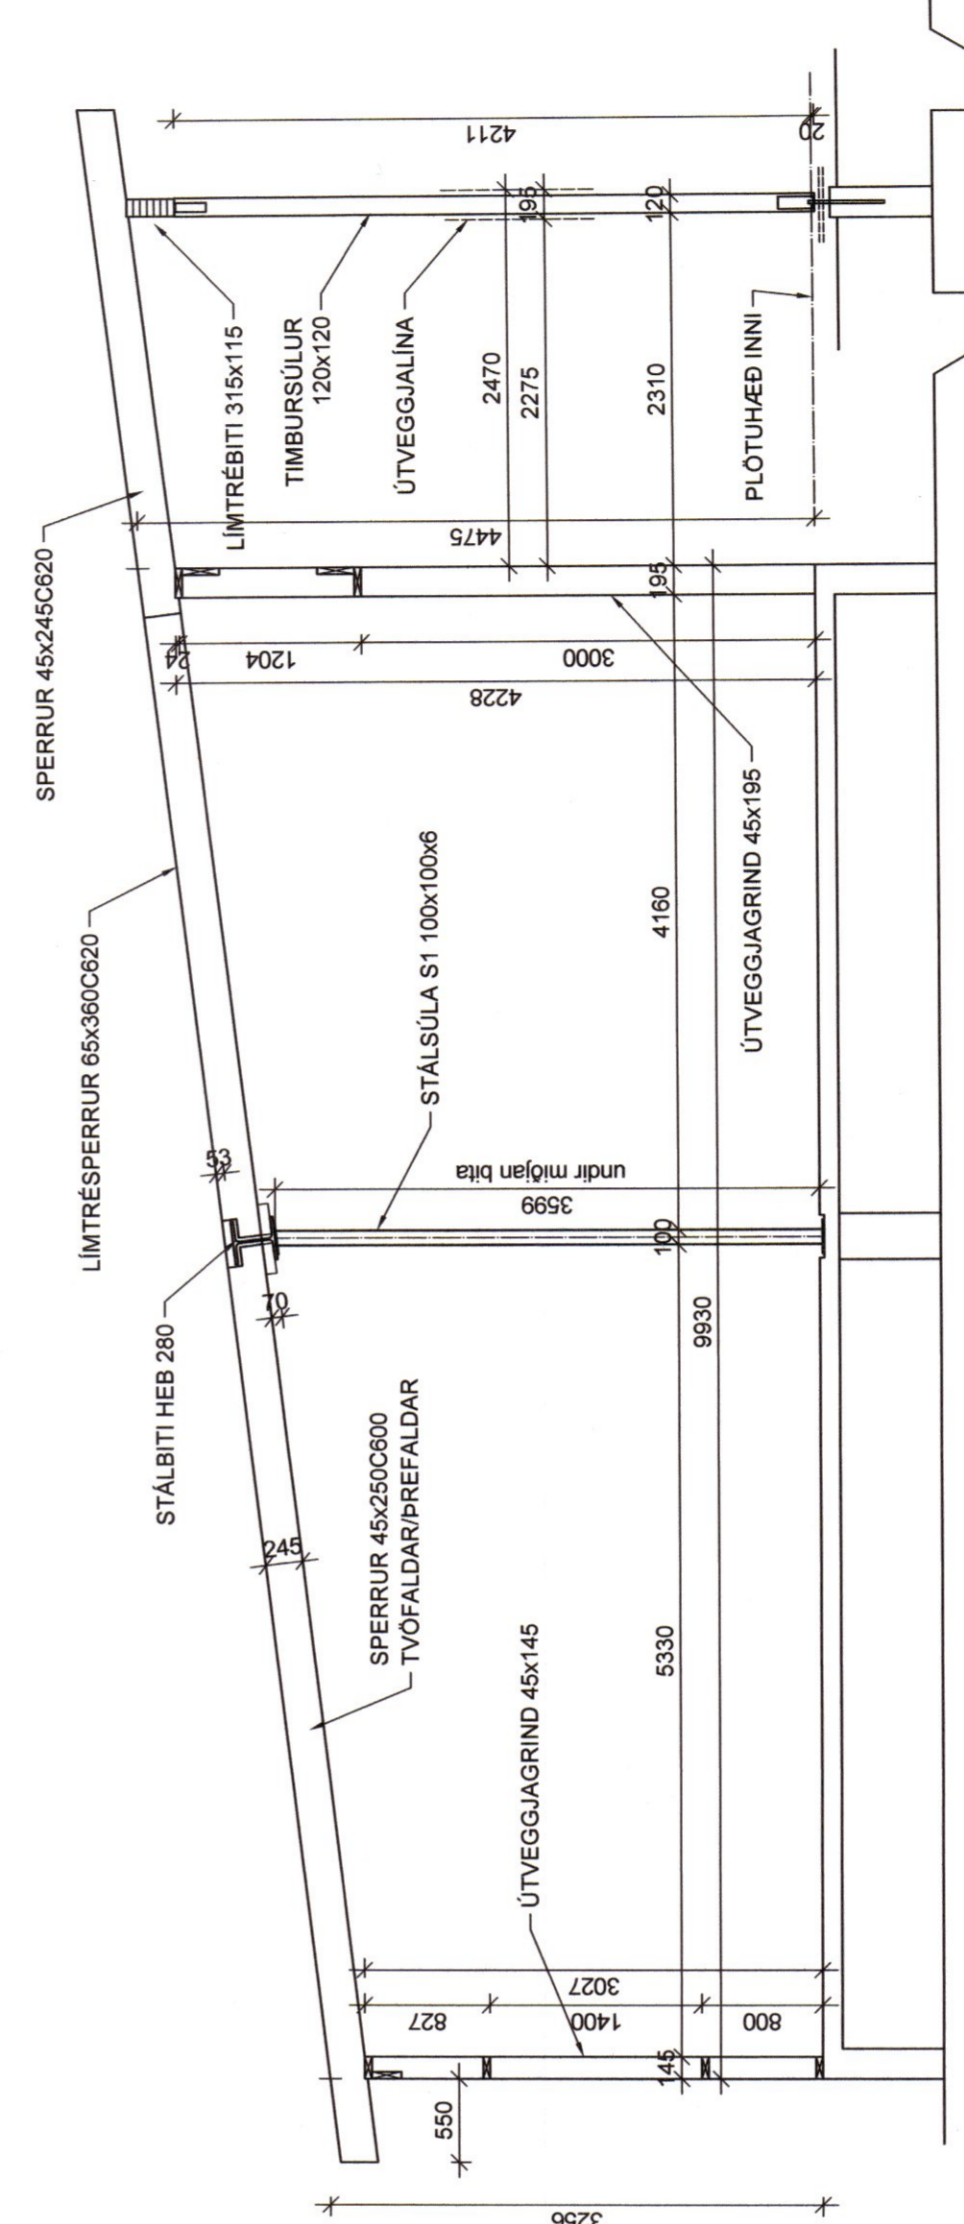 SPERRUR 45x245C620
LÍMTRÉSPERRUR 65x360C620
STÁLBITI HEB 280
SPERRUR 45x250C600
TVÖFALDAR/ÞREFALDAR
LÍMTRÉBITI 315x115
TIMBURSÚLUR
120x120
ÚTVEGGJALÍNA
PLÖTUHÆÐ INNI
STÁLSÚLA S1 100x100x6
ÚTVEGGJAGRIND 45x195
ÚTVEGGJAGRIND 45x145
undir miðjan bita
3599
4211
20
195
120
2470
2275
2310
4475
195
24
1204
3000
4228
4160
53
70
100
9930
245
5330
3027
827
1400
800
145
550
3256